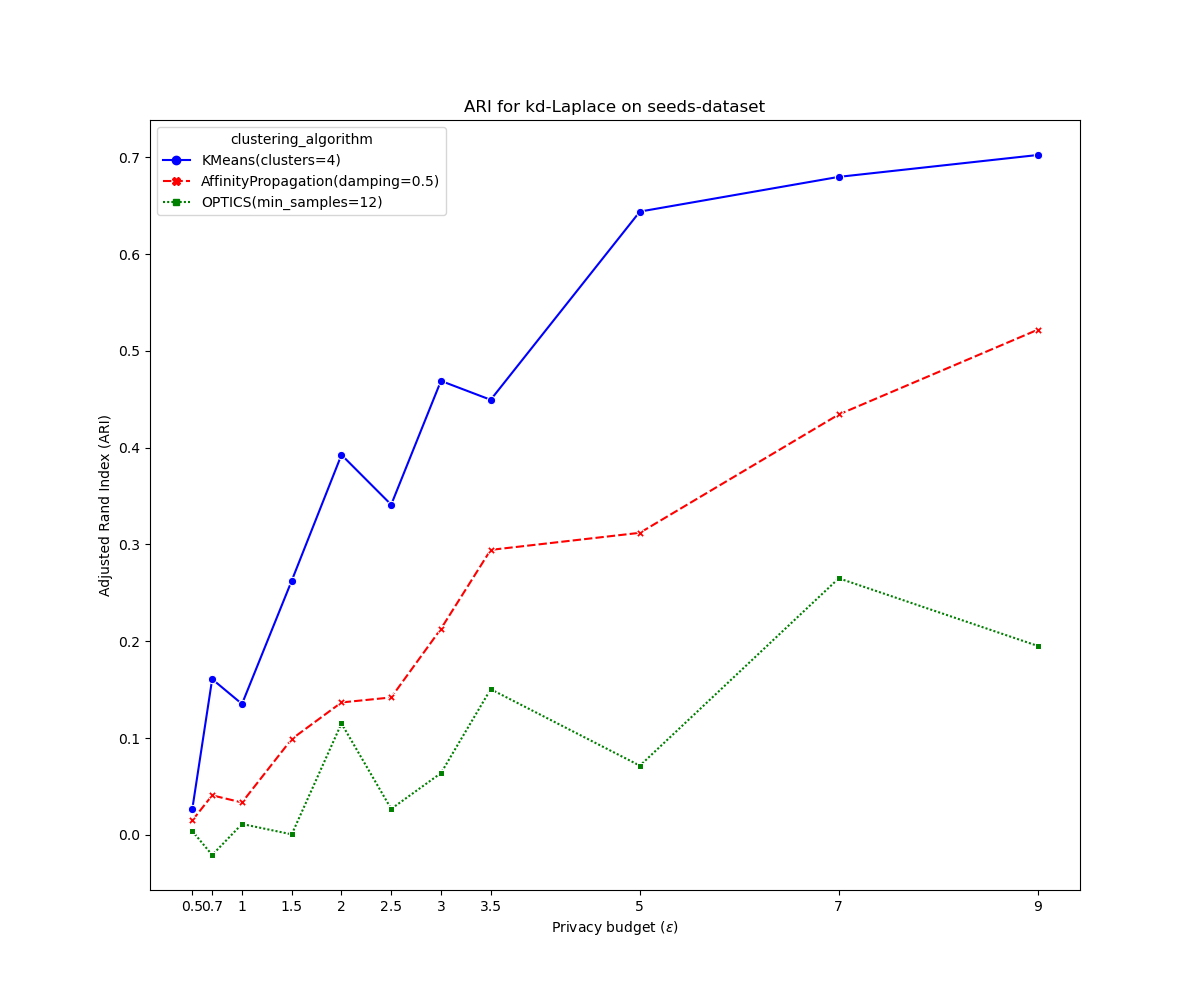 ARI for kd-Laplace on seeds-dataset
clustering_algorithm
KMeans(clusters=4)
AffinityPropagation(damping=0.5)
OPTICS(min_samples=12)
Adjusted Rand Index (ARI)
0.7
0.6
0.5
0.4
0.3
0.2
0.1
0.0
0.5 0.7 1 1.5 2 2.5 3 3.5 5 7 9
Privacy budget (ε)